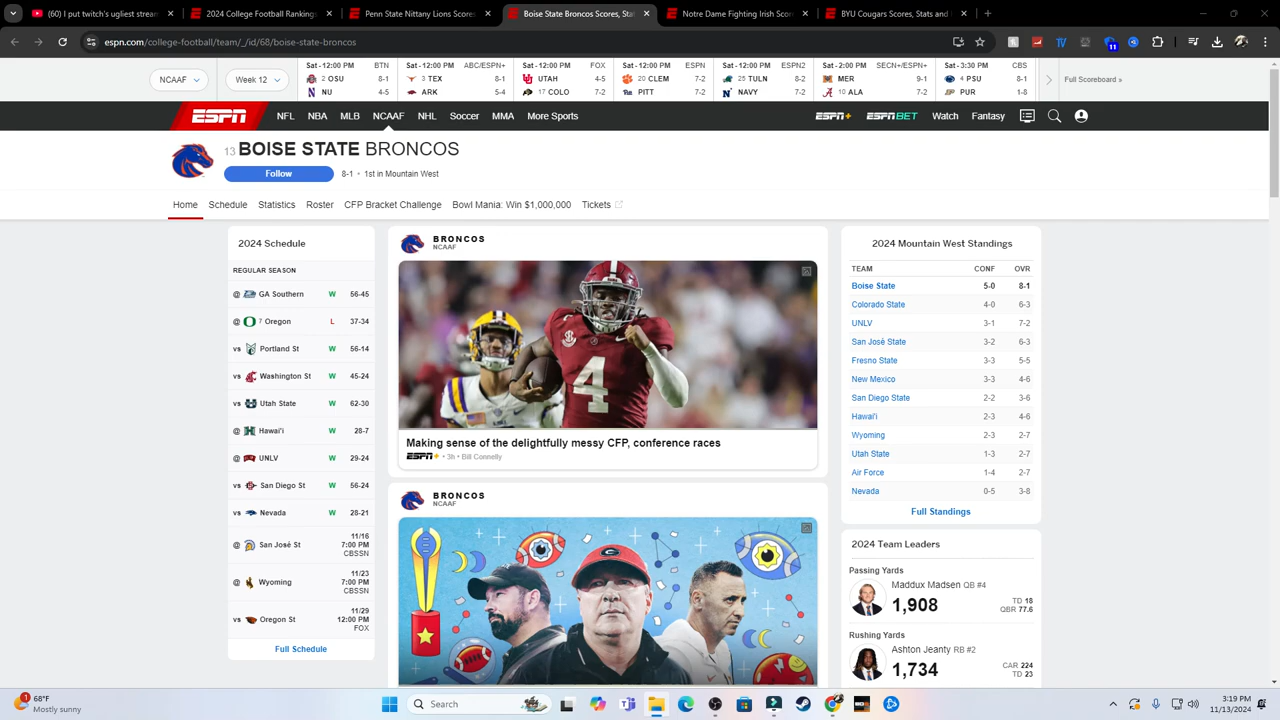 (60) I put twitch's ugliest stream
2024 College Football Rankings
Penn State Nittany Lions Scores
Boise State Broncos Scores, Sta
Notre Dame Fighting Irish Score
BYU Cougars Scores, Stats and
espn.com/college-football/team/_/id/68/boise-state-broncos
11
NCAAF
Week 12
Sat - 12:00 PM BTN
2 OSU 8-1
NU 4-5
Sat - 12:00 PM ABC/ESPN+
3 TEX 8-1
ARK 5-4
Sat - 12:00 PM FOX
UTAH 4-5
17 COLO 7-2
Sat - 12:00 PM ESPN
20 CLEM 7-2
PITT 7-2
Sat - 12:00 PM ESPN2
25 TULN 8-2
NAVY 7-2
Sat - 2:00 PM SECN+/ESPN+
MER 9-1
10 ALA 7-2
Sat - 3:30 PM CBS
4 PSU 8-1
PUR 1-8
Full Scoreboard »
ESPN
NFL NBA MLB NCAAF NHL Soccer MMA More Sports
ESPN+ ESPN BET Watch Fantasy
13 BOISE STATE BRONCOS
Follow
8-1 • 1st in Mountain West
Home Schedule Statistics Roster CFP Bracket Challenge Bowl Mania: Win $1,000,000 Tickets
2024 Schedule
REGULAR SEASON
@ GA Southern W 56-45
@ 7 Oregon L 37-34
vs Portland St W 56-14
vs Washington St W 45-24
vs Utah State W 62-30
@ Hawai'i W 28-7
@ UNLV W 29-24
vs San Diego St W 56-24
vs Nevada W 28-21
@ San José St 11/16
7:00 PM
CBSSN
@ Wyoming 11/23
7:00 PM
CBSSN
vs Oregon St 11/29
12:00 PM
FOX
Full Schedule
BRONCOS
NCAAF
4
Making sense of the delightfully messy CFP, conference races
ESPN+ • 3h • Bill Connelly
BRONCOS
NCAAF
G
2024 Mountain West Standings
TEAM CONF OVR
Boise State 5-0 8-1
Colorado State 4-0 6-3
UNLV 3-1 7-2
San José State 3-2 6-3
Fresno State 3-3 5-5
New Mexico 3-3 4-6
San Diego State 2-2 3-6
Hawai'i 2-3 4-6
Wyoming 2-3 2-7
Utah State 1-3 2-7
Air Force 1-4 2-7
Nevada 0-5 3-8
Full Standings
2024 Team Leaders
Passing Yards
Maddux Madsen QB #4
1,908
TD 18
QBR 77.6
Rushing Yards
Ashton Jeanty RB #2
1,734
CAR 224
TD 23
1
68°F
Mostly sunny
Search
3:19 PM
11/13/2024